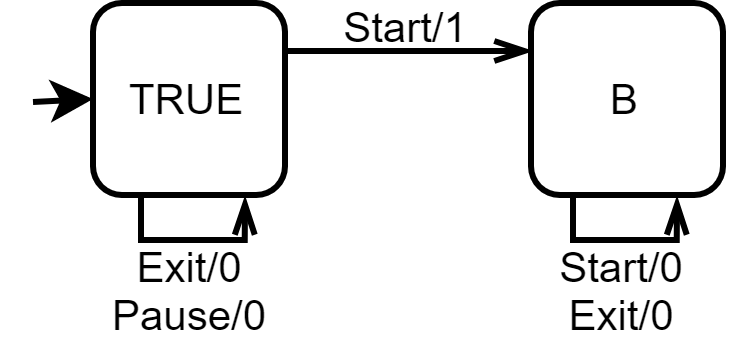 Start/1
TRUE
B
Exit/0
Pause/0
Start/0
Exit/0